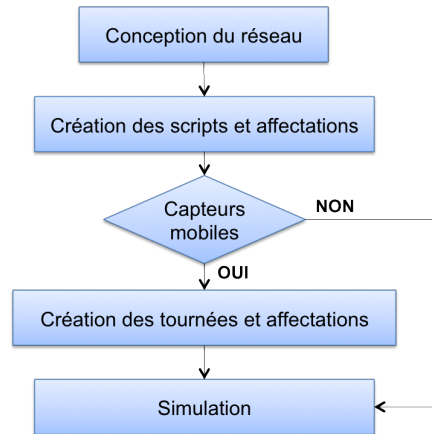 Conception du réseau
Création des scripts et affectations
Capteurs
mobiles
NON
OUI
Création des tournées et affectations
Simulation